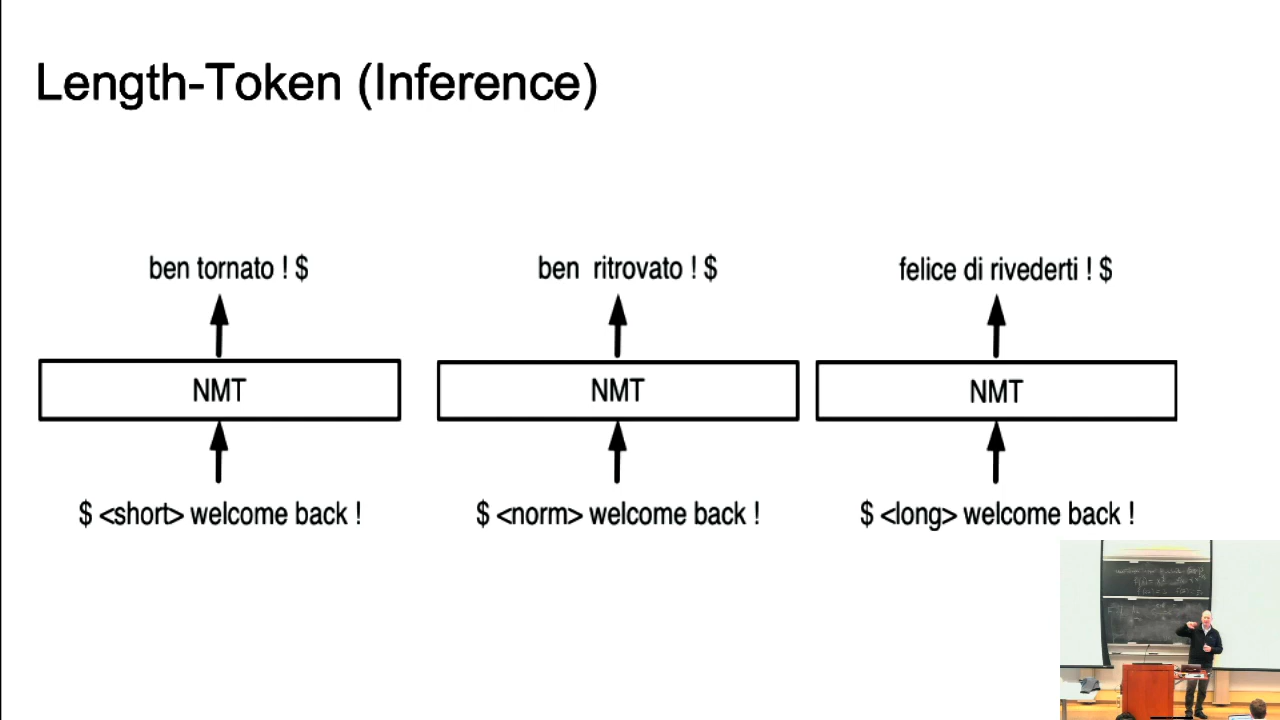 Length-Token (Inference)
ben tornato ! $
ben ritrovato ! $
felice di rivederti ! $
NMT
NMT
NMT
$ <short> welcome back !
$ <norm> welcome back !
$ <long> welcome back !